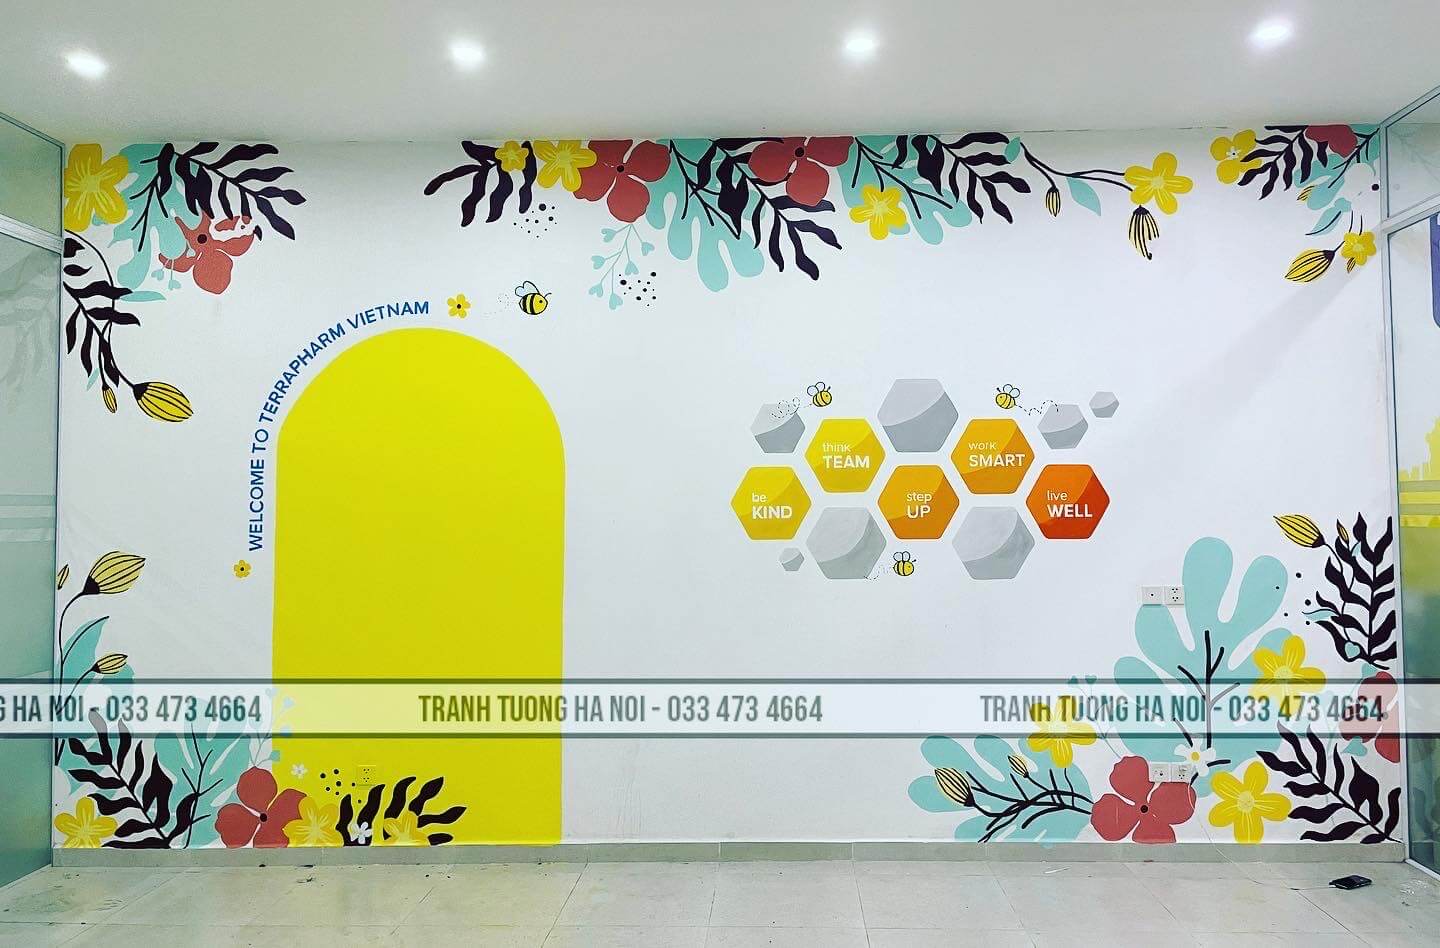 WELCOME TO TERRAPHARM VIETNAM
think
TEAM
work
SMART
be
KIND
step
UP
live
WELL
G HA NOI - 033 473 4664
TRANH TUONG HA NOI - 033 473 4664
TRANH TUONG HA NOI - 033 473 4664